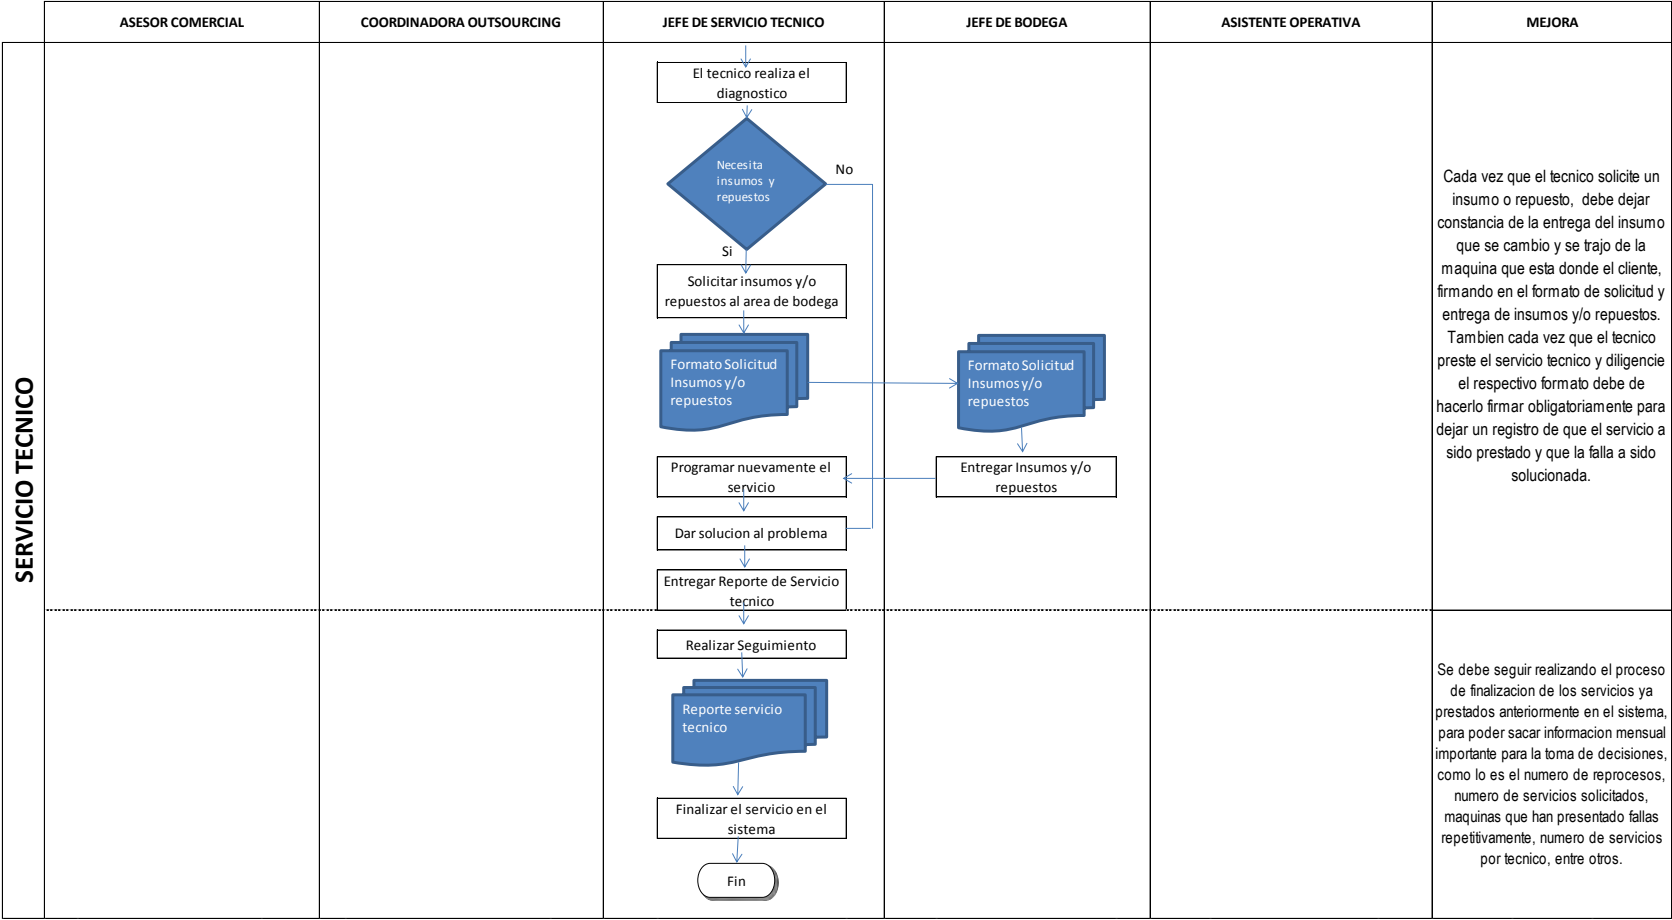 ASESOR COMERCIAL
COORDINADORA OUTSOURCING
JEFE DE SERVICIO TECNICO
JEFE DE BODEGA
ASISTENTE OPERATIVA
MEJORA
SERVICIO TECNICO
El tecnico realiza el
diagnostico
Necesita
insumos y
repuestos
No
Si
Solicitar insumos y/o
repuestos al area de bodega
Formato Solicitud
Insumos y/o
repuestos
Formato Solicitud
Insumos y/o
repuestos
Entregar Insumos y/o
repuestos
Programar nuevamente el
servicio
Dar solucion al problema
Entregar Reporte de Servicio
tecnico
Realizar Seguimiento
Reporte servicio
tecnico
Finalizar el servicio en el
sistema
Fin
Cada vez que el tecnico solicite un
insumo o repuesto, debe dejar
constancia de la entrega del insumo
que se cambio y se trajo de la
maquina que esta donde el cliente,
firmando en el formato de solicitud y
entrega de insumos y/o repuestos.
Tambien cada vez que el tecnico
preste el servicio tecnico y diligencie
el respectivo formato debe de
hacerlo firmar obligatoriamente para
dejar un registro de que el servicio a
sido prestado y que la falla a sido
solucionada.
Se debe seguir realizando el proceso
de finalizacion de los servicios ya
prestados anteriormente en el sistema,
para poder sacar informacion mensual
importante para la toma de decisiones,
como lo es el numero de reprocesos,
numero de servicios solicitados,
maquinas que han presentado fallas
repetitivamente, numero de servicios
por tecnico, entre otros.